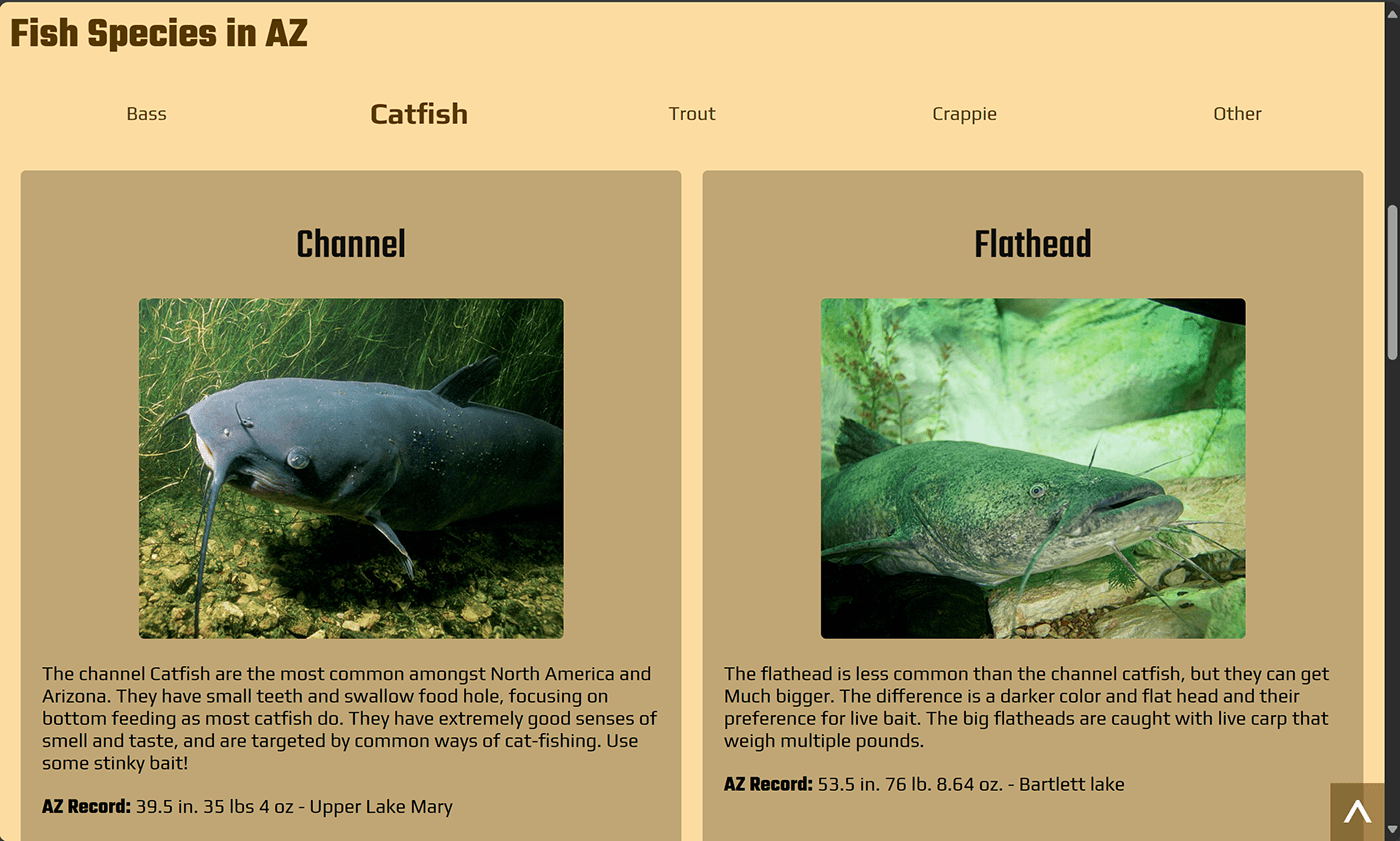 Fish Species in AZ
Bass
Catfish
Trout
Crappie
Other
Channel
The channel Catfish are the most common amongst North America and
Arizona. They have small teeth and swallow food hole, focusing on
bottom feeding as most catfish do. They have extremely good senses of
smell and taste, and are targeted by common ways of cat-fishing. Use
some stinky bait!
AZ Record: 39.5 in. 35 lbs 4 oz - Upper Lake Mary
Flathead
The flathead is less common than the channel catfish, but they can get
Much bigger. The difference is a darker color and flat head and their
preference for live bait. The big flatheads are caught with live carp that
weigh multiple pounds.
AZ Record: 53.5 in. 76 lb. 8.64 oz. - Bartlett lake